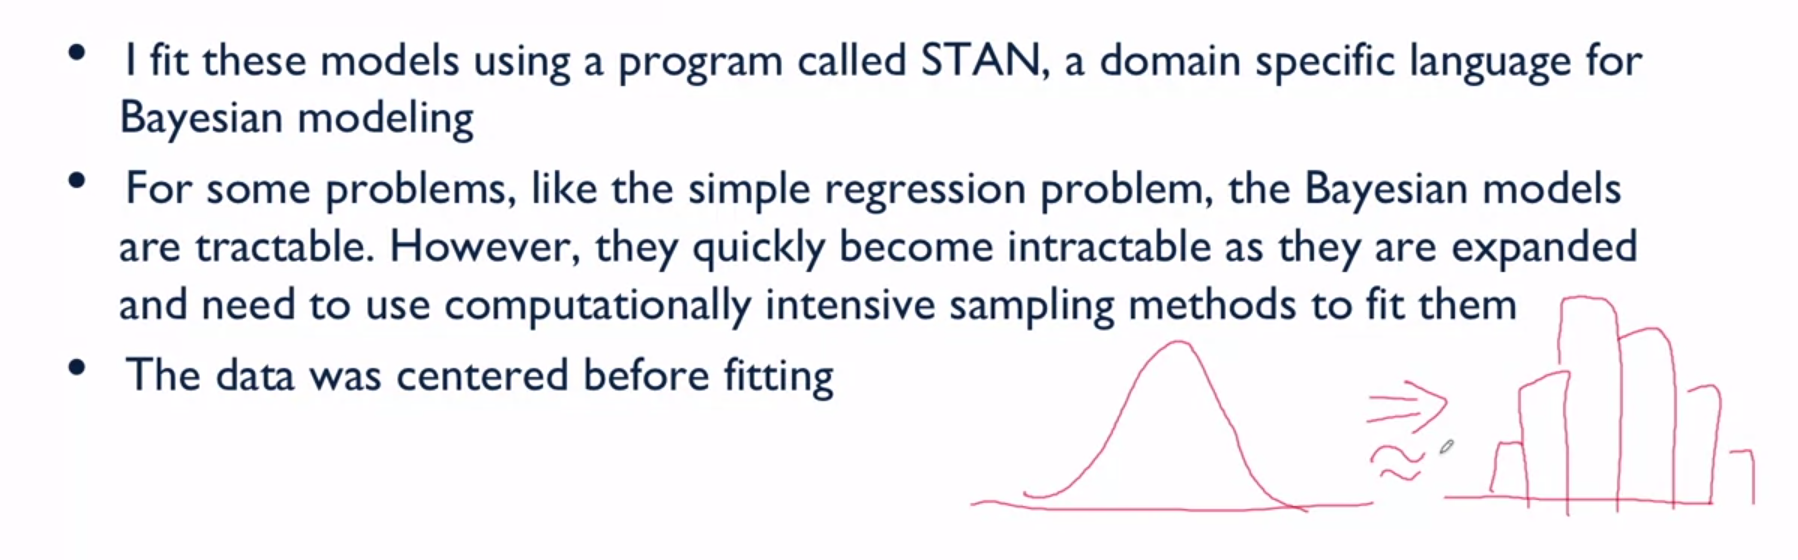 • I fit these models using a program called STAN, a domain specific language for
Bayesian modeling
• For some problems, like the simple regression problem, the Bayesian models
are tractable. However, they quickly become intractable as they are expanded
and need to use computationally intensive sampling methods to fit them
• The data was centered before fitting
⇒
≈